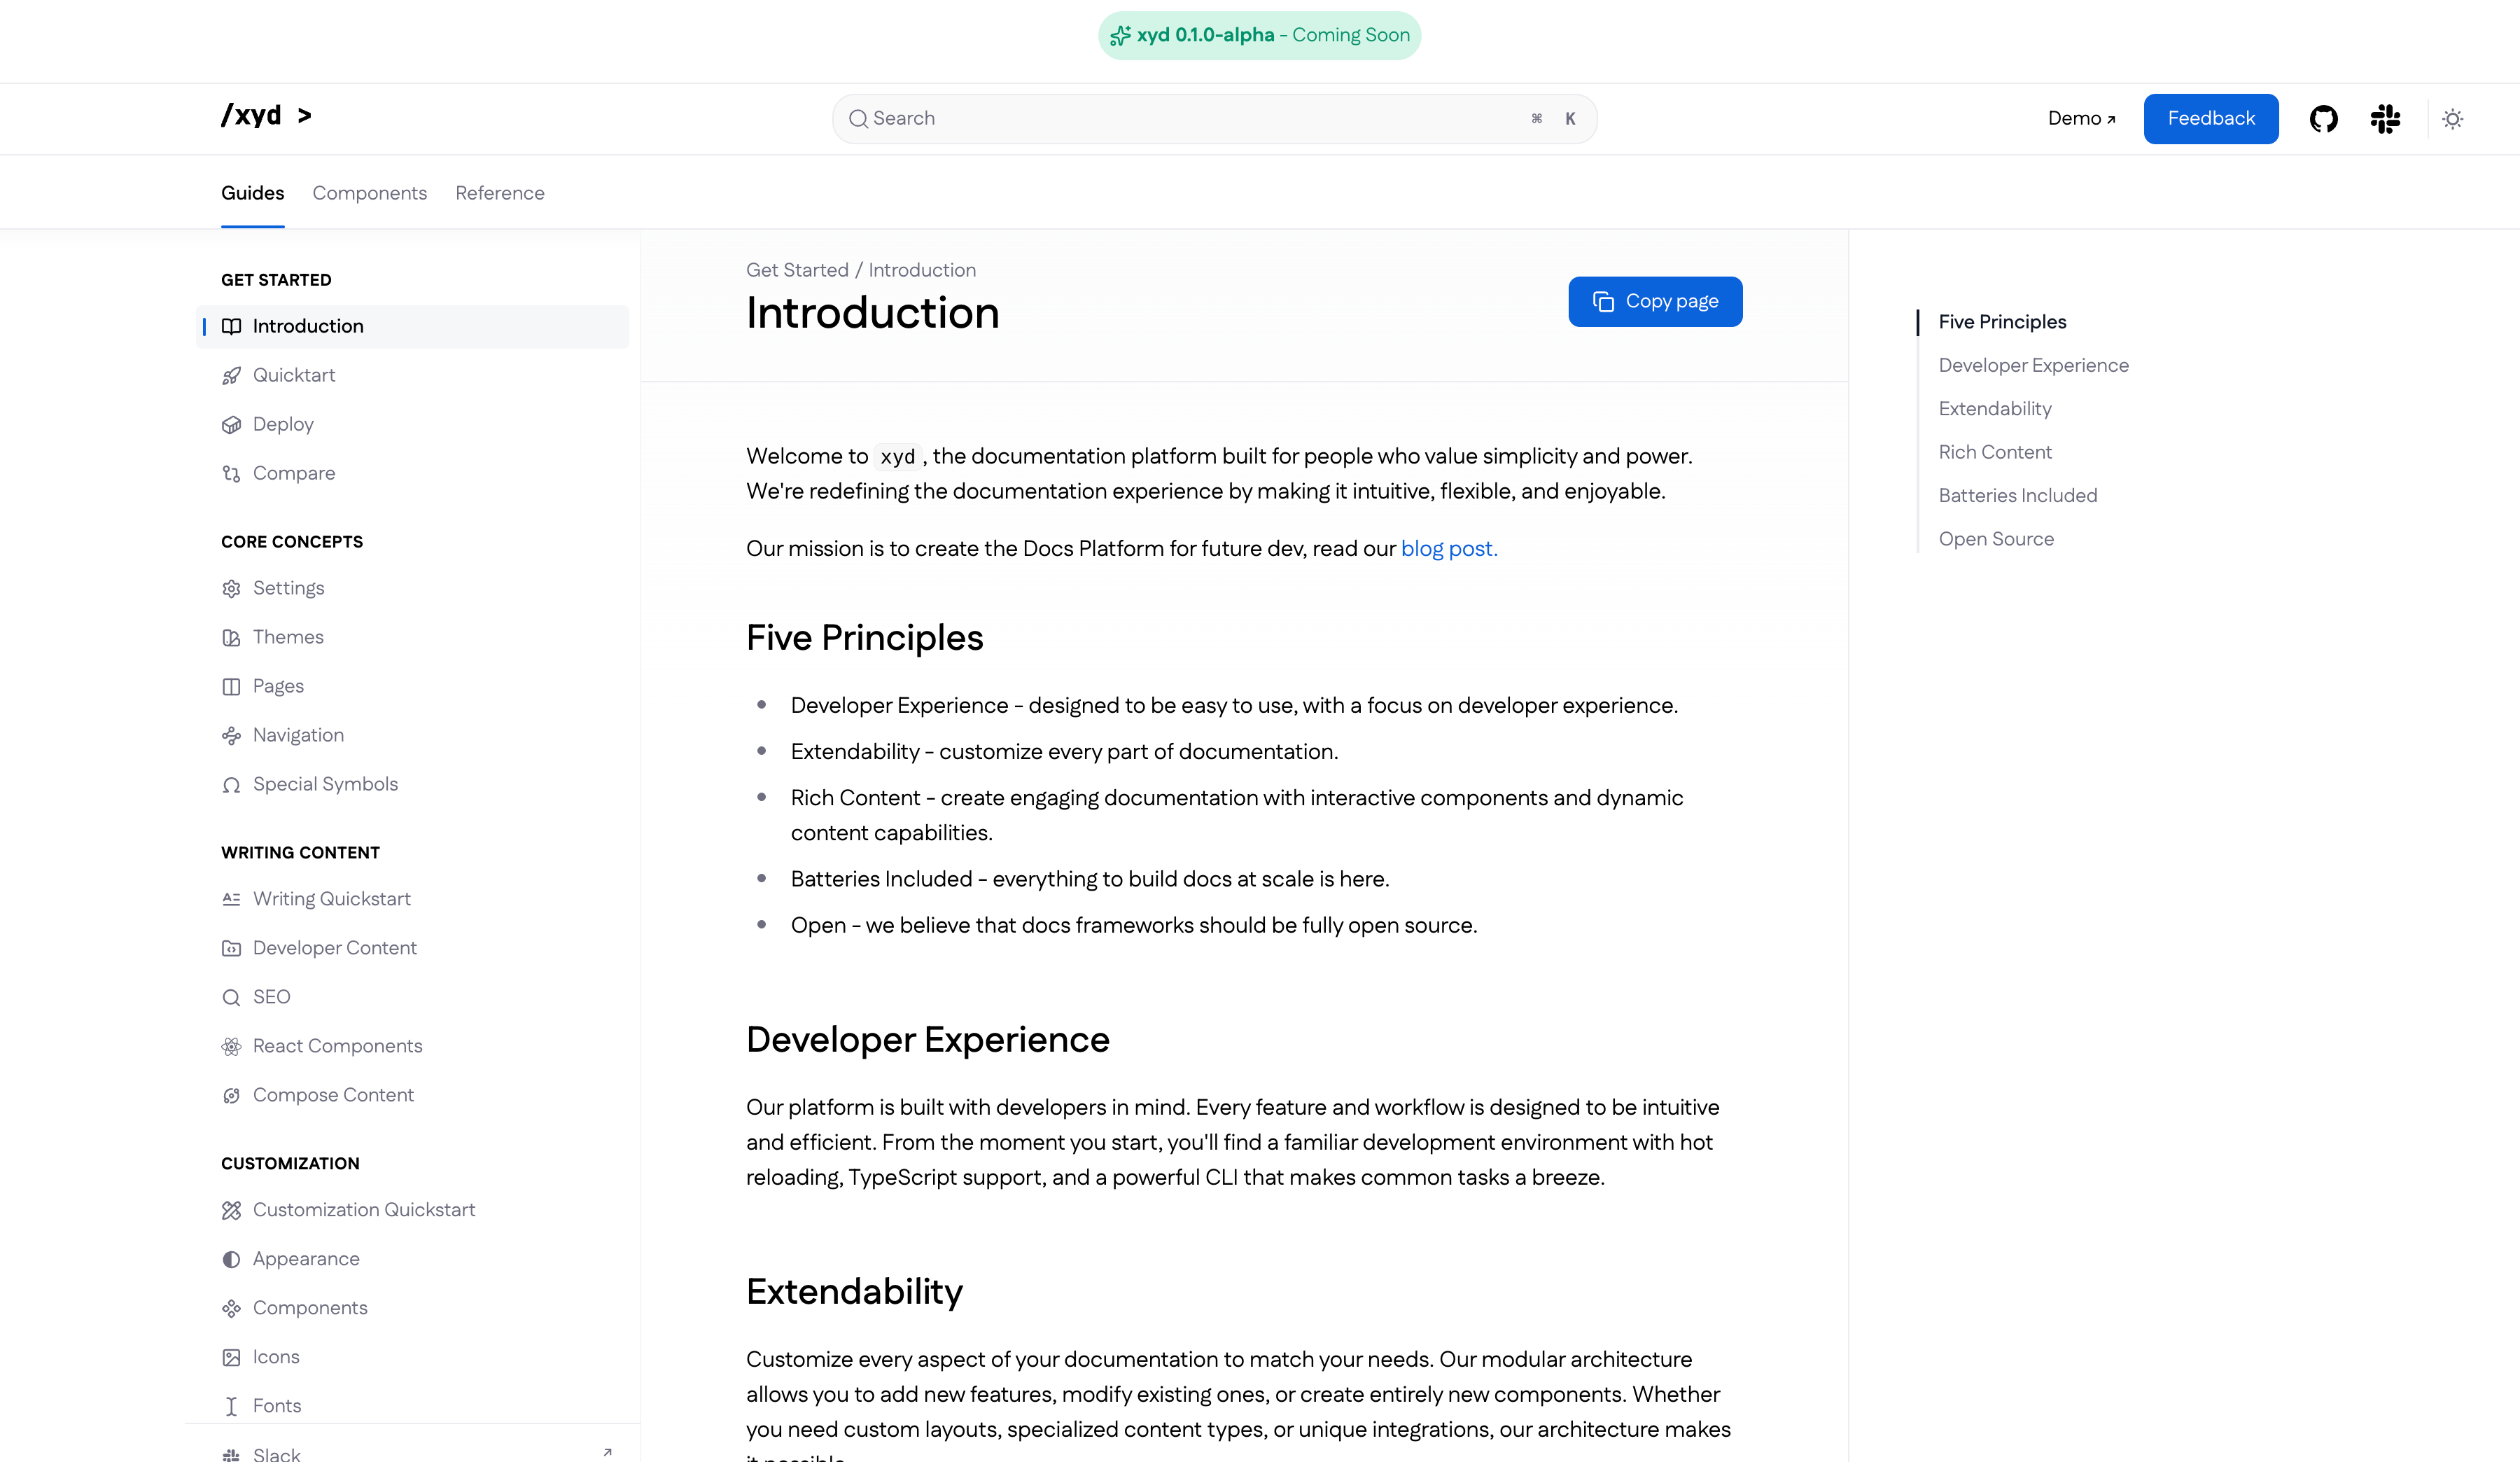 xyd 0.1.0-alpha - Coming Soon
/xyd >
Search
⌘ K
Demo ↗
Feedback
Guides
Components
Reference
GET STARTED
Introduction
Quicktart
Deploy
Compare
CORE CONCEPTS
Settings
Themes
Pages
Navigation
Special Symbols
WRITING CONTENT
Writing Quickstart
Developer Content
SEO
React Components
Compose Content
CUSTOMIZATION
Customization Quickstart
Appearance
Components
Icons
Fonts
Slack ↗
Get Started / Introduction
Introduction
Copy page
Welcome to xyd, the documentation platform built for people who value simplicity and power.
We're redefining the documentation experience by making it intuitive, flexible, and enjoyable.
Our mission is to create the Docs Platform for future dev, read our blog post.
Five Principles
• Developer Experience - designed to be easy to use, with a focus on developer experience.
• Extendability - customize every part of documentation.
• Rich Content - create engaging documentation with interactive components and dynamic
content capabilities.
• Batteries Included - everything to build docs at scale is here.
• Open - we believe that docs frameworks should be fully open source.
Developer Experience
Our platform is built with developers in mind. Every feature and workflow is designed to be intuitive
and efficient. From the moment you start, you'll find a familiar development environment with hot
reloading, TypeScript support, and a powerful CLI that makes common tasks a breeze.
Extendability
Customize every aspect of your documentation to match your needs. Our modular architecture
allows you to add new features, modify existing ones, or create entirely new components. Whether
you need custom layouts, specialized content types, or unique integrations, our architecture makes
it possible.
Five Principles
Developer Experience
Extendability
Rich Content
Batteries Included
Open Source